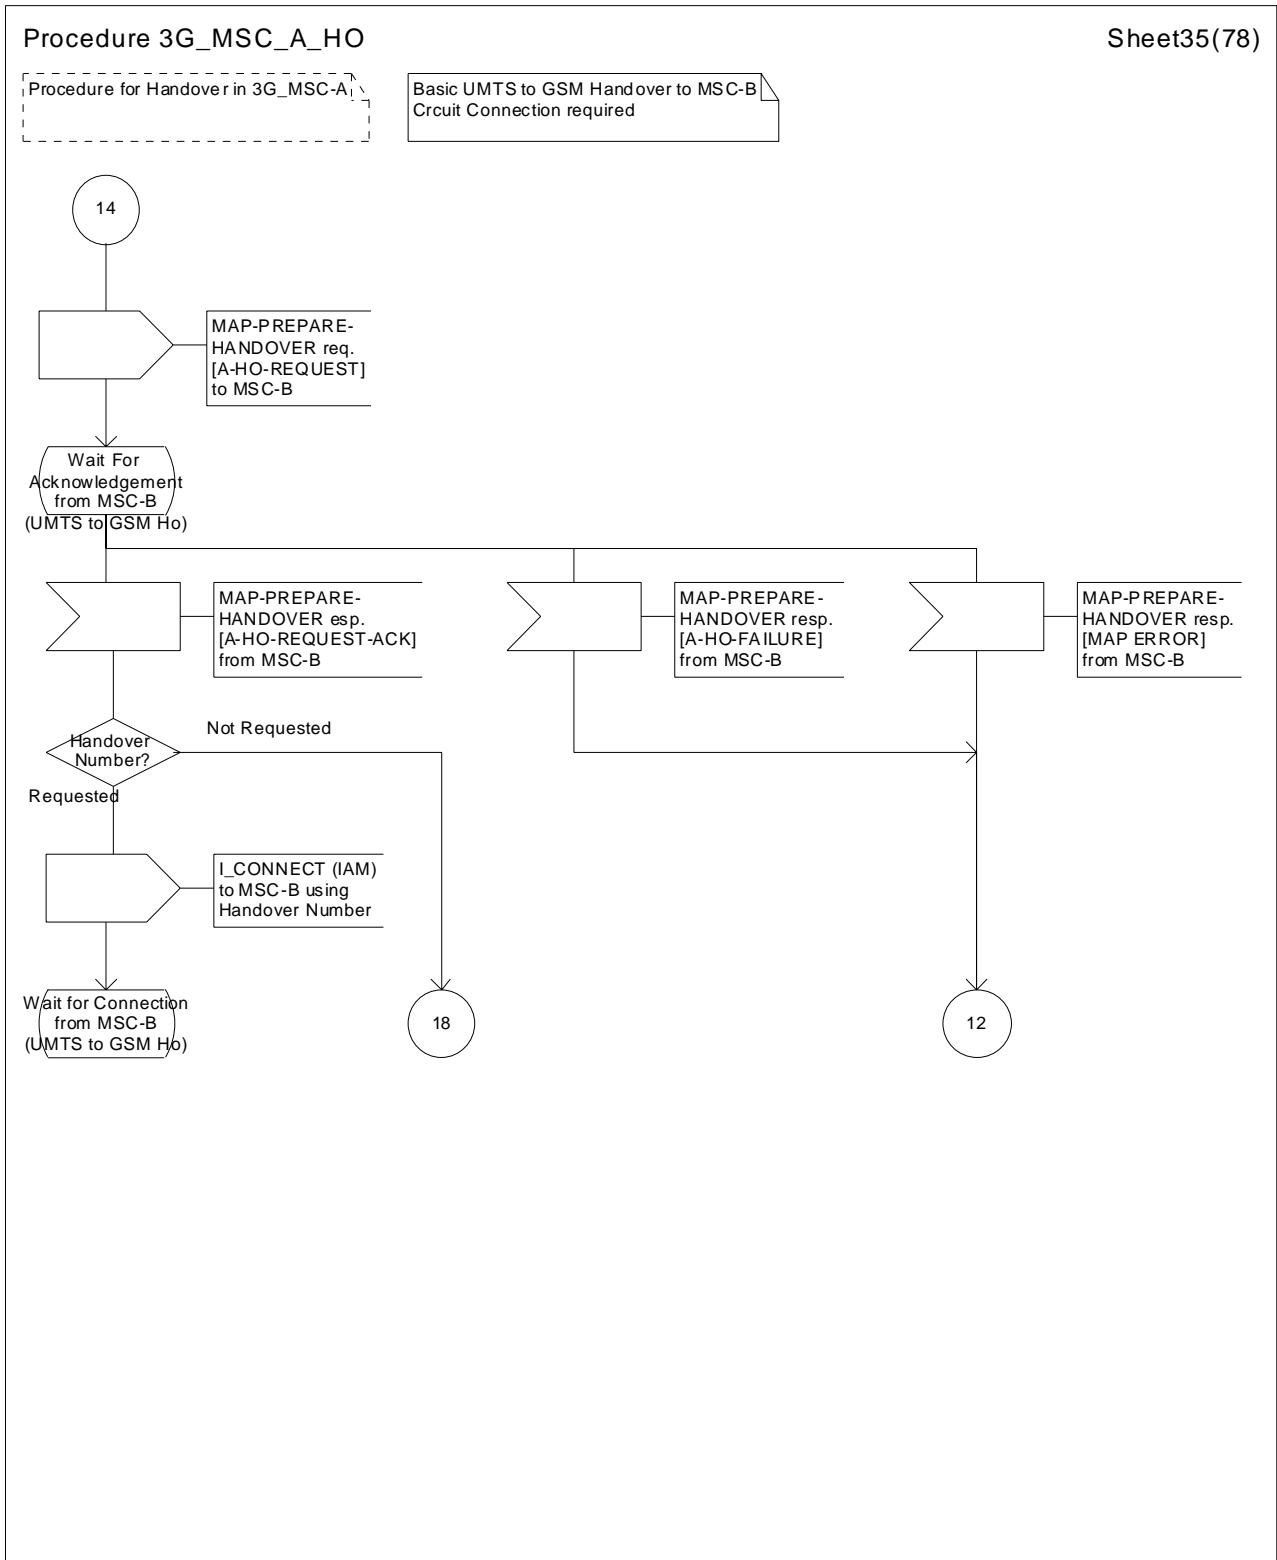 Procedure 3G_MSC_A_HO
Sheet35(78)
Procedure for Handover in 3G_MSC-A
Basic UMTS to GSM Handover to MSC-B
Crcuit Connection required
14
MAP-PREPARE-
HANDOVER req.
[A-HO-REQUEST]
to MSC-B
Wait For
Acknowledgement
from MSC-B
(UMTS to GSM Ho)
MAP-PREPARE-
HANDOVER esp.
[A-HO-REQUEST-ACK]
from MSC-B
MAP-PREPARE-
HANDOVER resp.
[A-HO-FAILURE]
from MSC-B
MAP-PREPARE-
HANDOVER resp.
[MAP ERROR]
from MSC-B
Handover
Number?
Not Requested
Requested
I_CONNECT (IAM)
to MSC-B using
Handover Number
Wait for Connection
from MSC-B
(UMTS to GSM Ho)
18
12